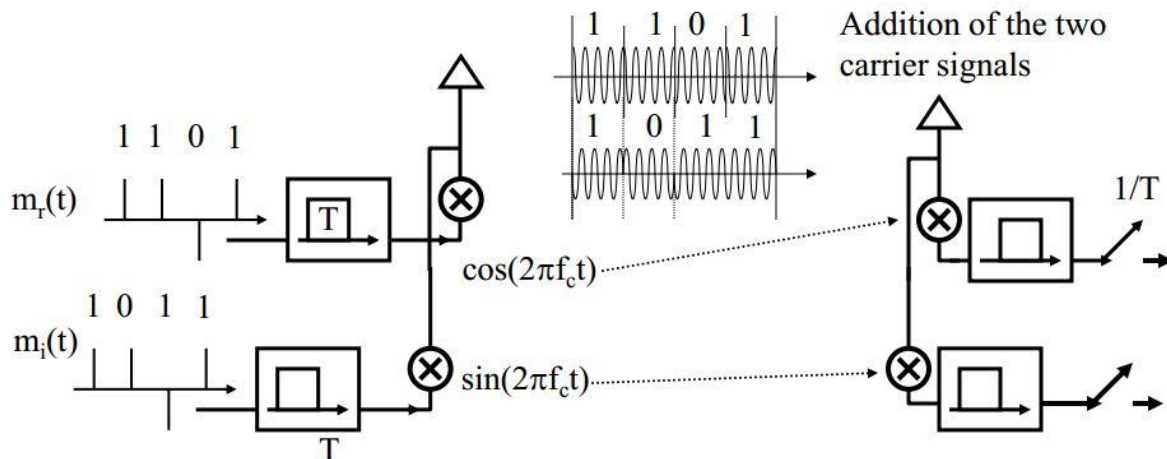 1 1 0 1
Addition of the two
carrier signals
1 0 1 1
1 1 0 1
m_r(t)
T
cos(2πf_ct)
1/T
1 0 1 1
m_i(t)
T
sin(2πf_ct)